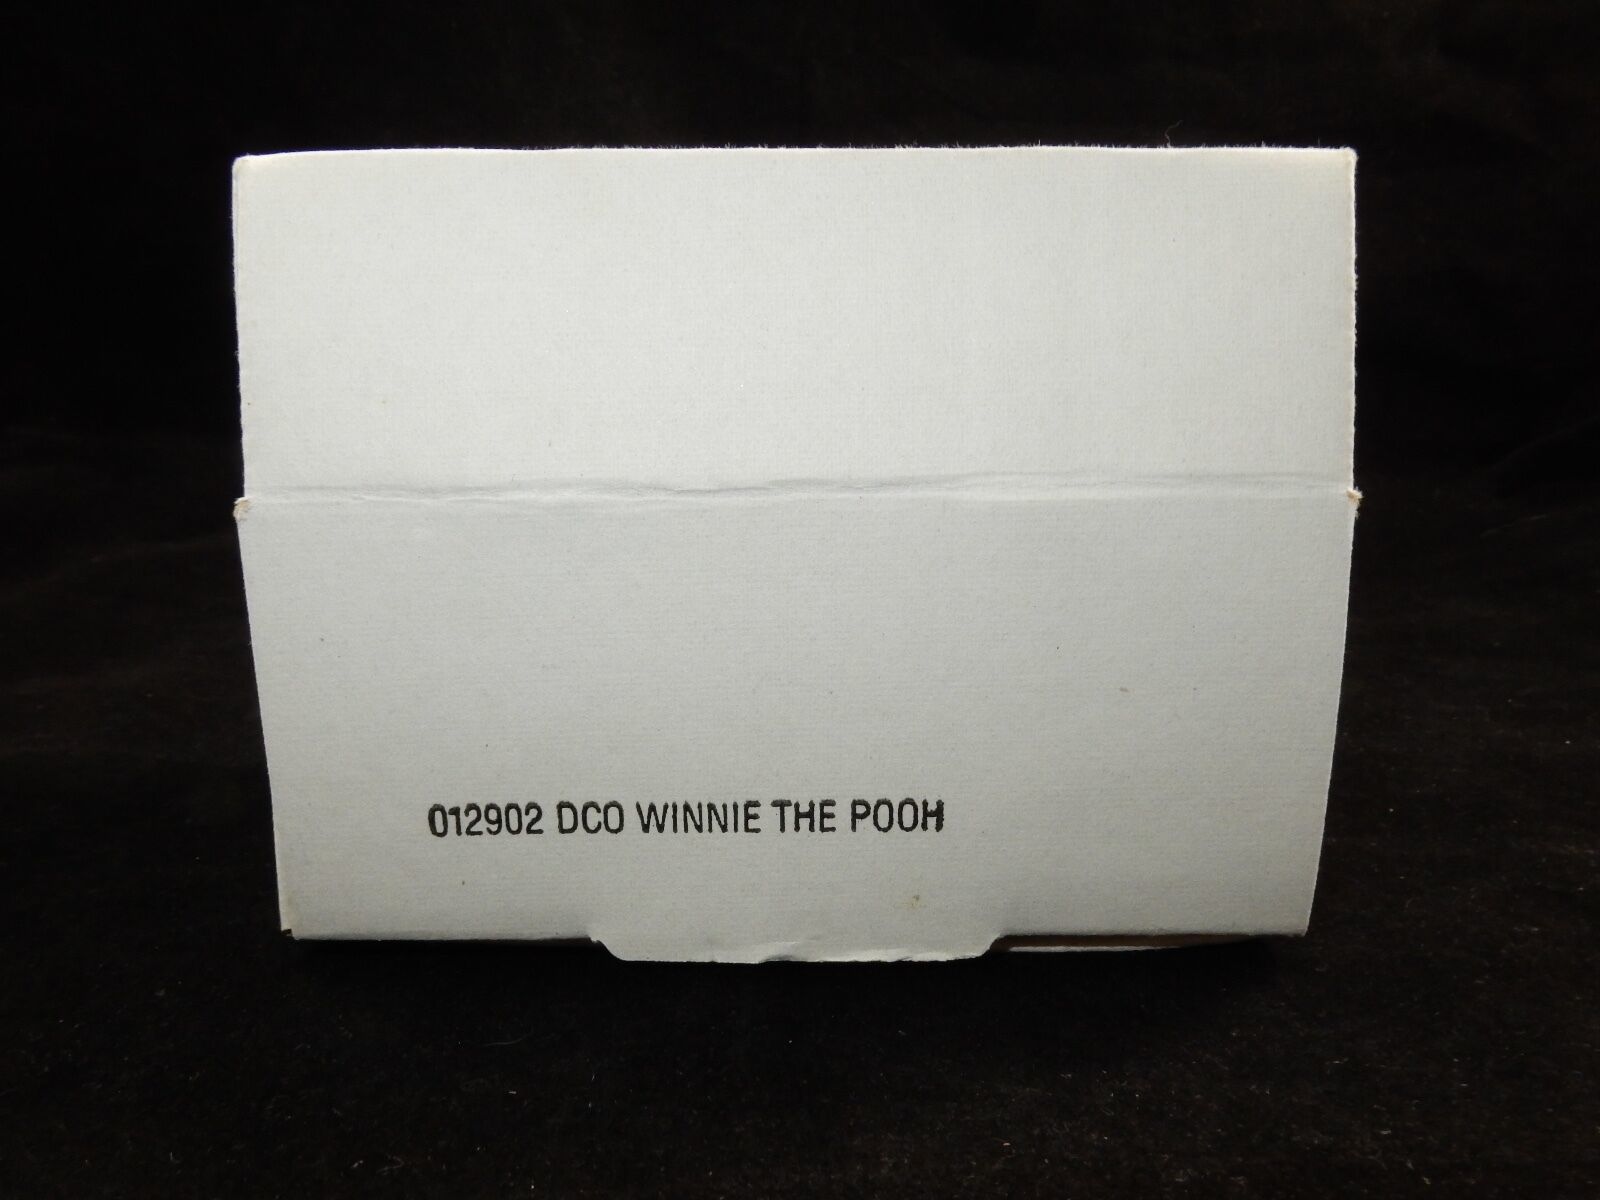 012902 DCO WINNIE THE POOH